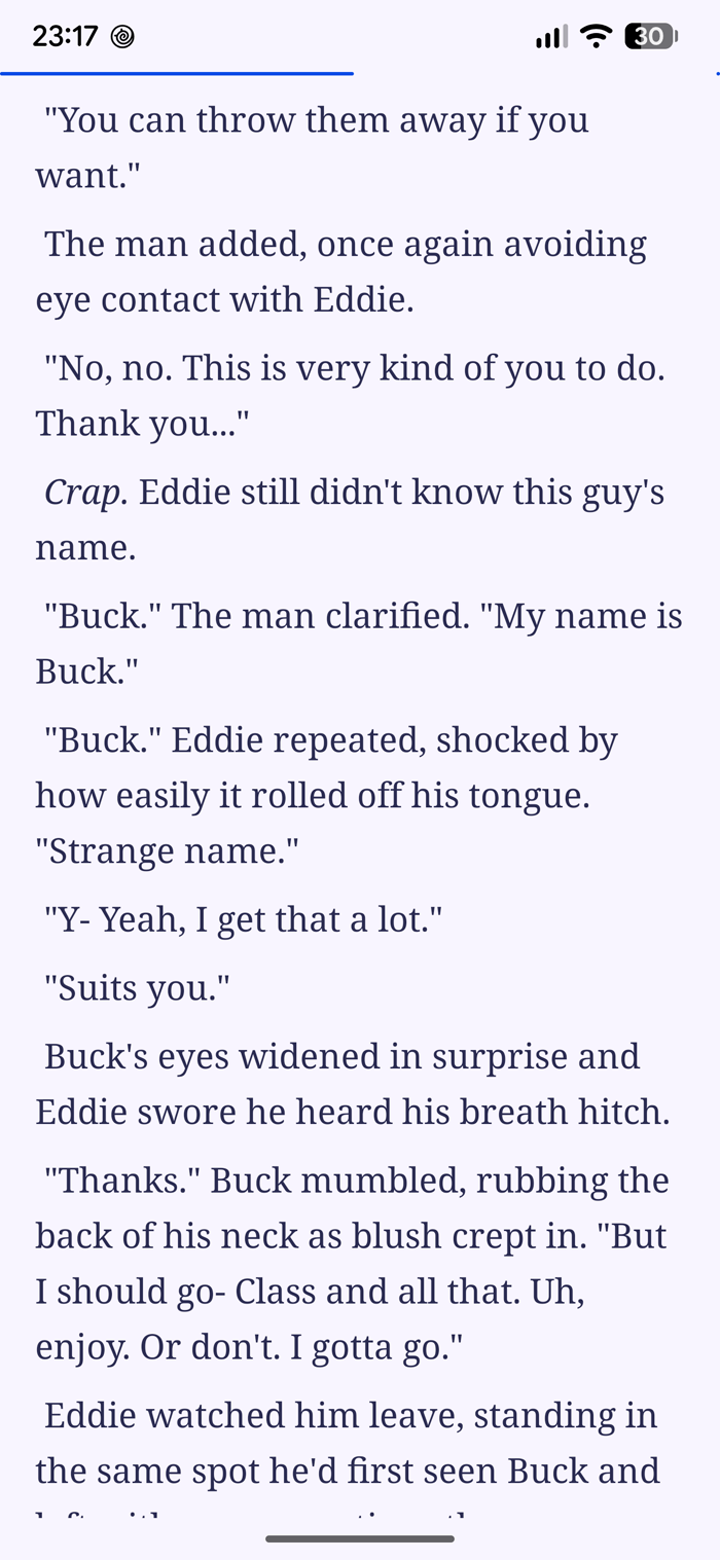 23:17
30
"You can throw them away if you
want."
The man added, once again avoiding
eye contact with Eddie.
"No, no. This is very kind of you to do.
Thank you..."
Crap. Eddie still didn't know this guy's
name.
"Buck." The man clarified. "My name is
Buck."
"Buck." Eddie repeated, shocked by
how easily it rolled off his tongue.
"Strange name."
"Y- Yeah, I get that a lot."
"Suits you."
Buck's eyes widened in surprise and
Eddie swore he heard his breath hitch.
"Thanks." Buck mumbled, rubbing the
back of his neck as blush crept in. "But
I should go- Class and all that. Uh,
enjoy. Or don't. I gotta go."
Eddie watched him leave, standing in
the same spot he'd first seen Buck and